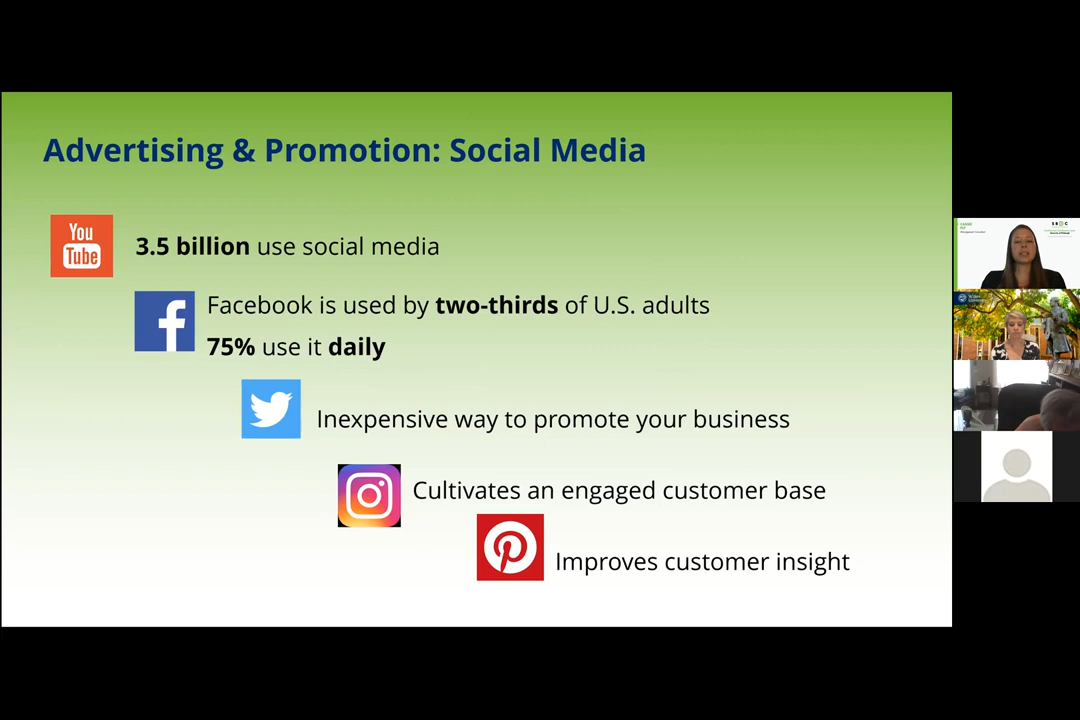 Advertising & Promotion: Social Media
You
Tube
3.5 billion use social media
Facebook is used by two-thirds of U.S. adults
75% use it daily
Inexpensive way to promote your business
Cultivates an engaged customer base
Improves customer insight